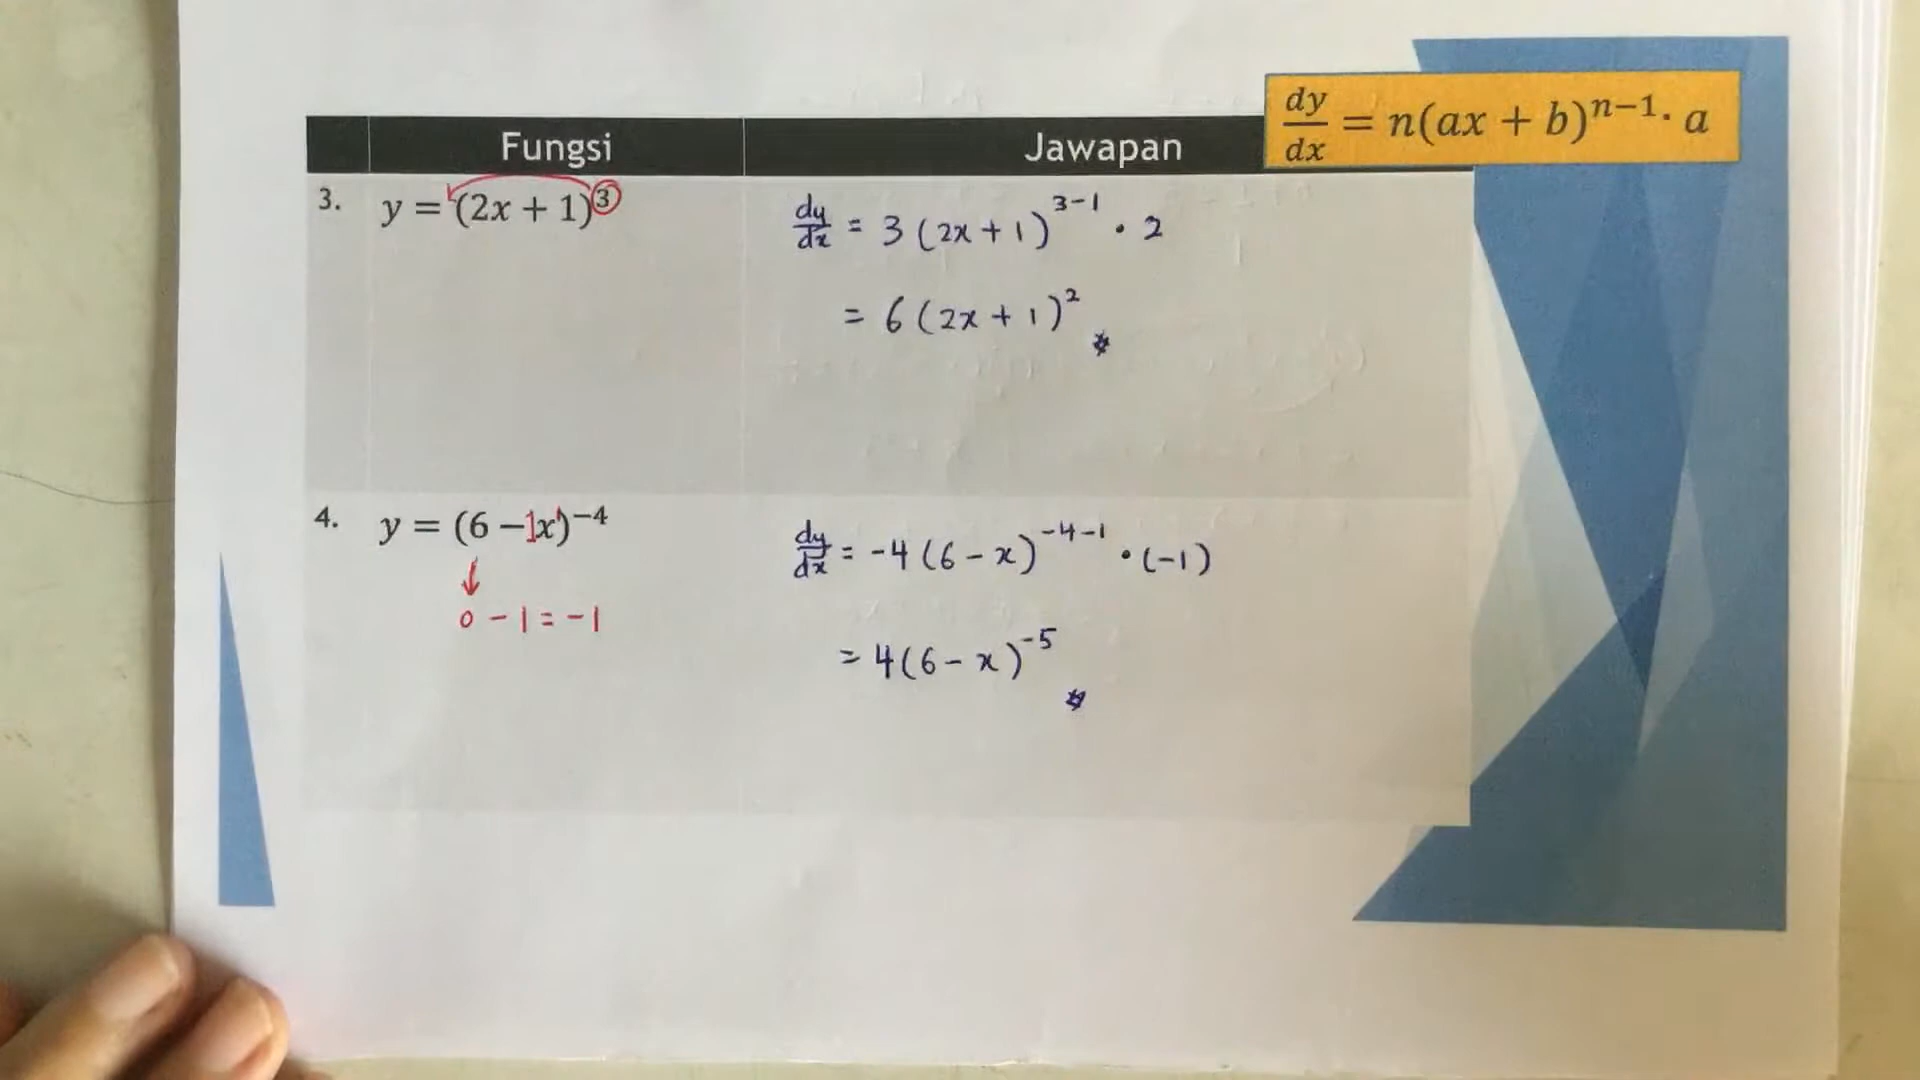 dy/dx = n(ax + b)^{n−1} · a
Fungsi Jawapan
3. y = (2x + 1)^3
dy/dx = 3(2x + 1)^{3-1} · 2
= 6(2x + 1)^2
4. y = (6 − 1x)^{−4}
dy/dx = -4(6 - x)^{-4-1} · (-1)
0 - 1 = -1
= 4(6 - x)^{-5}